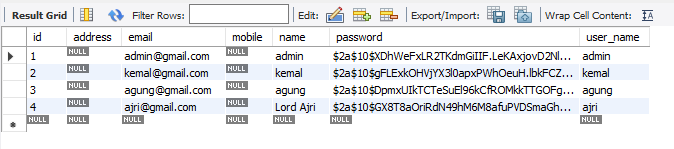 Result Grid Filter Rows: Edit: Export/Import: Wrap Cell Content: IA
id address email mobile name password user_name
1 NULL admin@gmail.com NULL admin $2a$10$XDhWeFxLR2TKdmGiIIF.LeKAxjovD2Nl... admin
2 NULL kemal@gmail.com NULL kemal $2a$10$gFLExkOHVjYX3l0apxPWhOeuH.lbkFCZ... kemal
3 NULL agung@gmail.com NULL agung $2a$10$DpmxUIkTCTeSuEl96kCfROMkkTTGOFg... agung
4 NULL ajri@gmail.com NULL Lord Ajri $2a$10$GX8T8aOriRdN49hM6M8afuPVDSmaGh... ajri
NULL NULL NULL NULL NULL NULL NULL